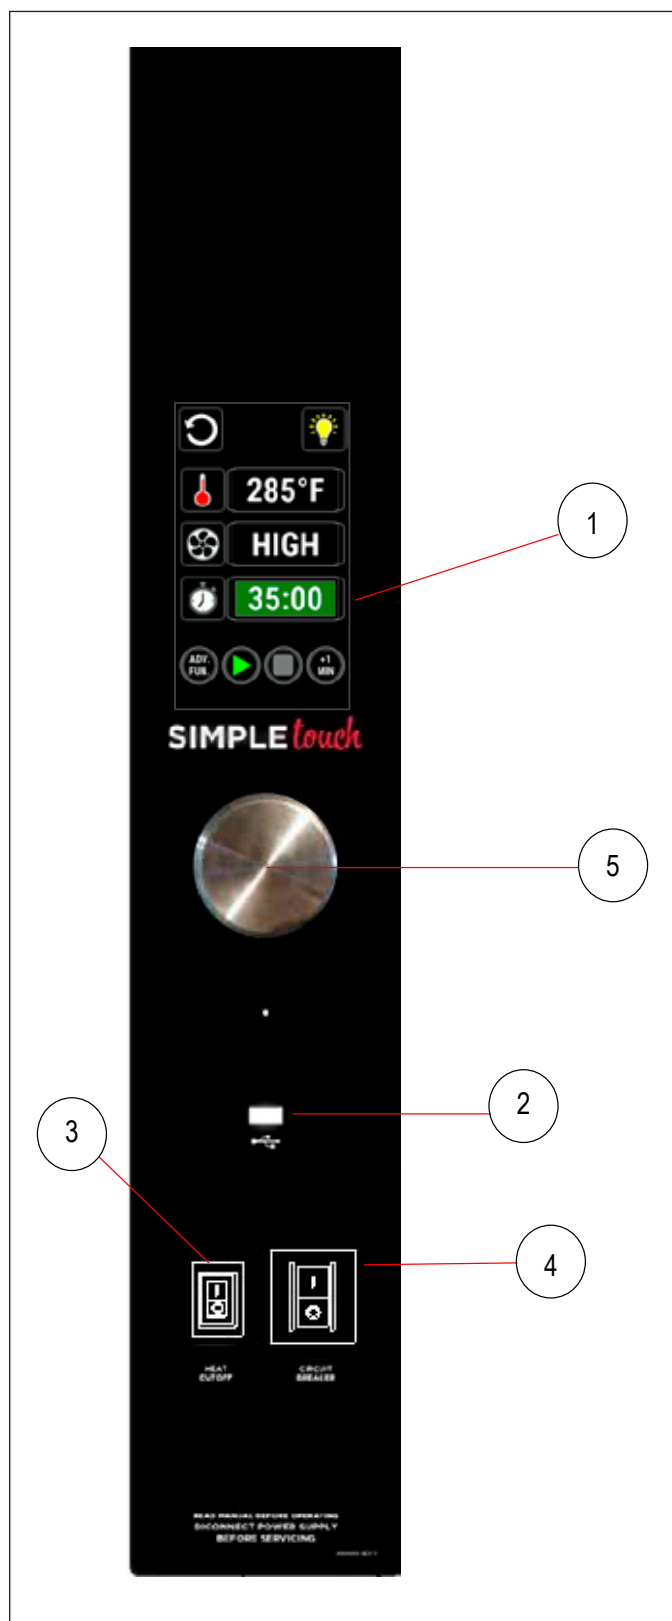 285°F
HIGH
1
35:00
ADV.
FUN.
+1
MIN
SIMPLE touch
5
2
3
4
HEAT
CUTOFF
CIRCUIT
BREAKER
READ MANUAL BEFORE OPERATING
DICONNECT POWER SUPPLY
BEFORE SERVICING